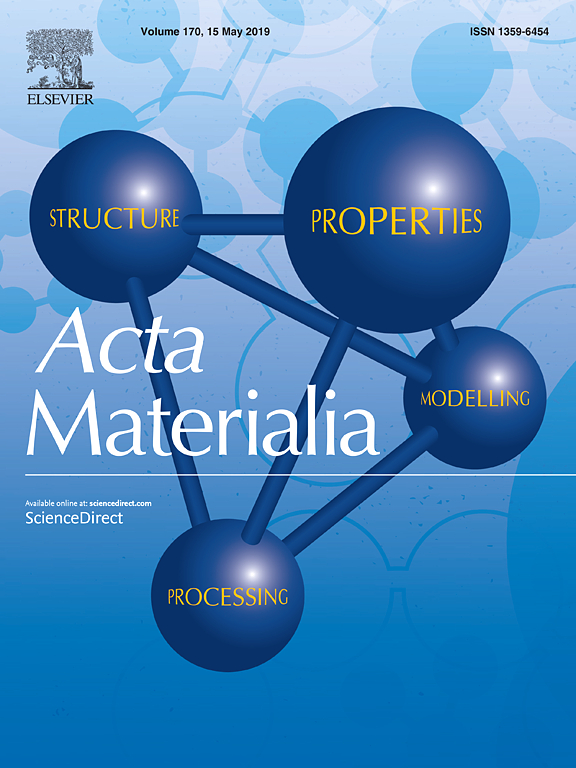 Volume 170, 15 May 2019
ISSN 1359-6454
ELSEVIER
STRUCTURE
PROPERTIES
Acta
Materialia
MODELLING
Available online at: sciencedirect.com
ScienceDirect
PROCESSING